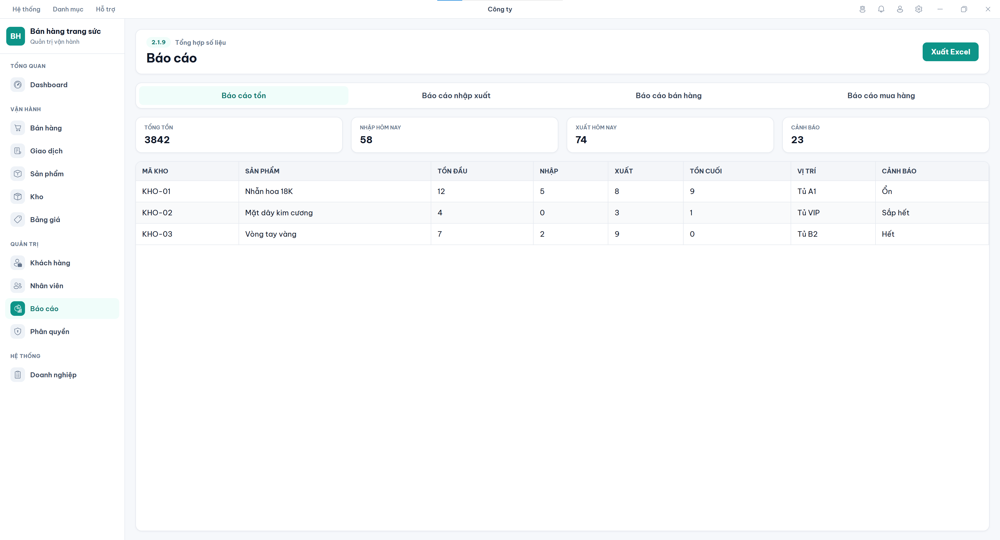 Hệ thống Danh mục Hỗ trợ Công ty
BH Bán hàng trang sức
Quản trị vận hành
TỔNG QUAN
Dashboard
VẬN HÀNH
Bán hàng
Giao dịch
Sản phẩm
Kho
Bảng giá
QUẢN TRỊ
Khách hàng
Nhân viên
Báo cáo
Phân quyền
HỆ THỐNG
Doanh nghiệp
2.1.9 Tổng hợp số liệu
Báo cáo
Xuất Excel
Báo cáo tồn Báo cáo nhập xuất Báo cáo bán hàng Báo cáo mua hàng
TỔNG TỒN
3842
NHẬP HÔM NAY
58
XUẤT HÔM NAY
74
CẢNH BÁO
23
MÃ KHO SẢN PHẨM TỒN ĐẦU NHẬP XUẤT TỒN CUỐI VỊ TRÍ CẢNH BÁO
KHO-01 Nhẫn hoa 18K 12 5 8 9 Tủ A1 Ổn
KHO-02 Mặt dây kim cương 4 0 3 1 Tủ VIP Sắp hết
KHO-03 Vòng tay vàng 7 2 9 0 Tủ B2 Hết